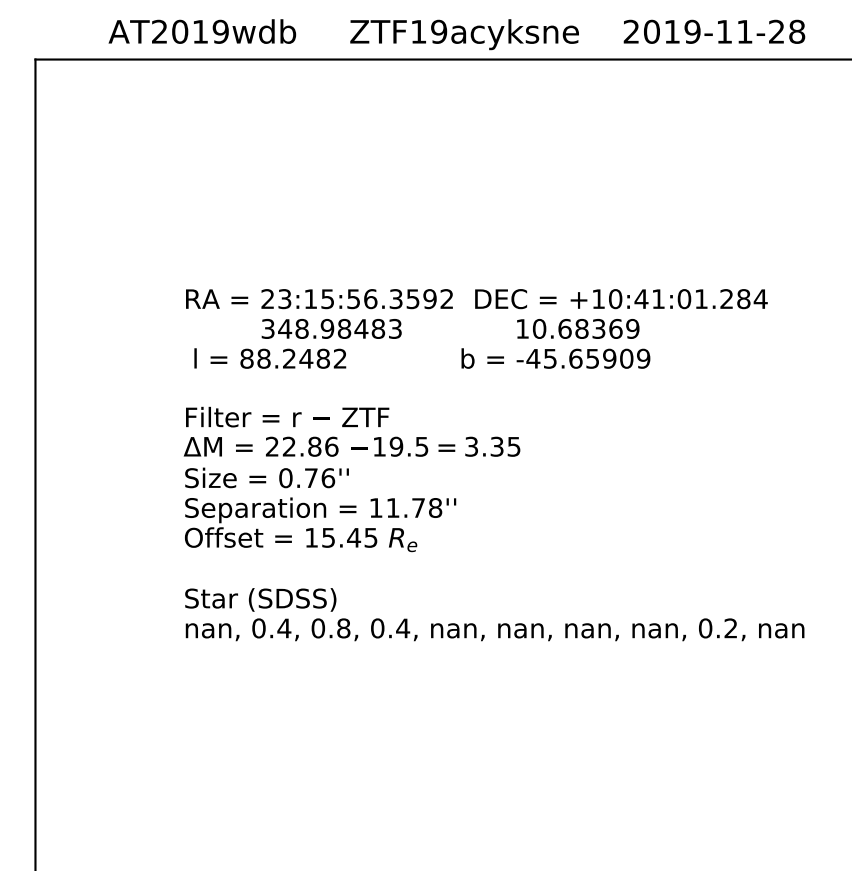 AT2019wdb ZTF19acyksne 2019-11-28
RA = 23:15:56.3592 DEC = +10:41:01.284
348.98483 10.68369
l = 88.2482 b = -45.65909
Filter = r − ZTF
ΔM = 22.86 −19.5 = 3.35
Size = 0.76''
Separation = 11.78''
Offset = 15.45 Rₑ
Star (SDSS)
nan, 0.4, 0.8, 0.4, nan, nan, nan, nan, 0.2, nan